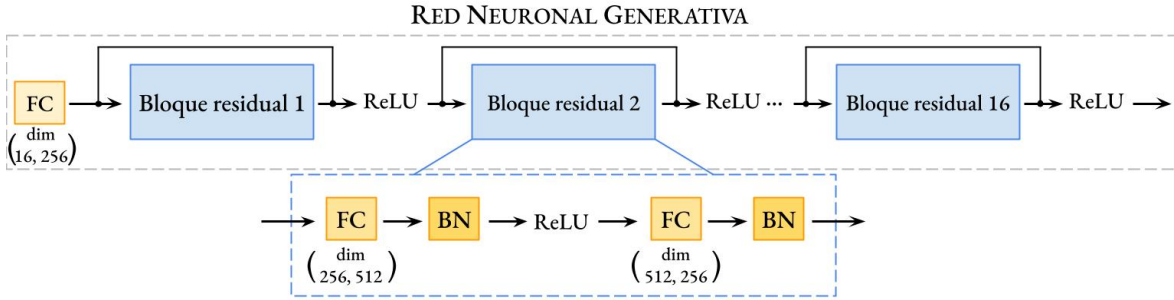 RED NEURONAL GENERATIVA
FC
dim
(16, 256)
Bloque residual 1
ReLU
Bloque residual 2
ReLU ...
Bloque residual 16
ReLU
FC
dim
(256, 512)
BN
ReLU
FC
dim
(512, 256)
BN